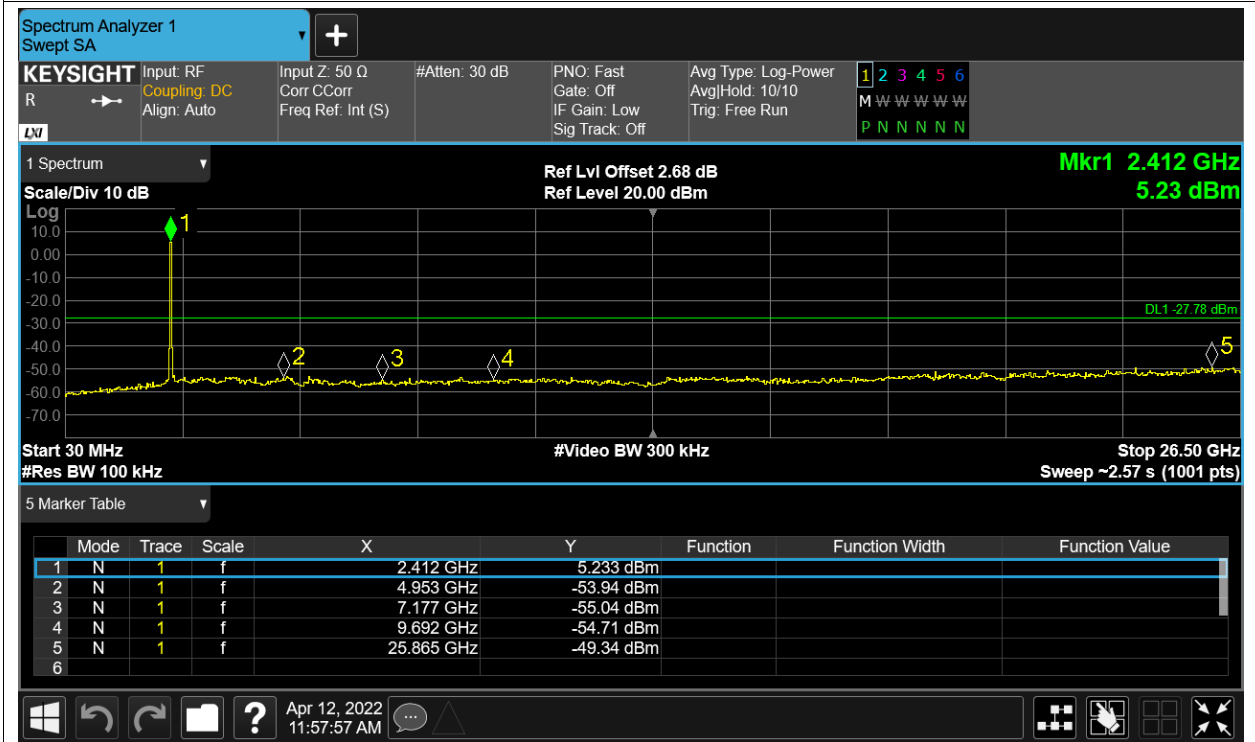 Spectrum Analyzer 1
Swept SA
KEYSIGHT
R
LXI
Input: RF
Coupling: DC
Align: Auto
Input Z: 50 Ω
Corr CCorr
Freq Ref: Int (S)
#Atten: 30 dB
PNO: Fast
Gate: Off
IF Gain: Low
Sig Track: Off
Avg Type: Log-Power
Avg|Hold: 10/10
Trig: Free Run
1 2 3 4 5 6
M W W W W W
P N N N N N
1 Spectrum
Scale/Div 10 dB
Ref Lvl Offset 2.68 dB
Ref Level 20.00 dBm
Mkr1 2.412 GHz
5.23 dBm
Log
10.0
0.00
-10.0
-20.0
-30.0
-40.0
-50.0
-60.0
-70.0
1
2
3
4
5
DL1 -27.78 dBm
Start 30 MHz
#Video BW 300 kHz
Stop 26.50 GHz
#Res BW 100 kHz
Sweep ~2.57 s (1001 pts)
5 Marker Table
Mode Trace Scale X Y Function Function Width Function Value
1 N 1 f 2.412 GHz 5.233 dBm
2 N 1 f 4.953 GHz -53.94 dBm
3 N 1 f 7.177 GHz -55.04 dBm
4 N 1 f 9.692 GHz -54.71 dBm
5 N 1 f 25.865 GHz -49.34 dBm
6
?
Apr 12, 2022
11:57:57 AM